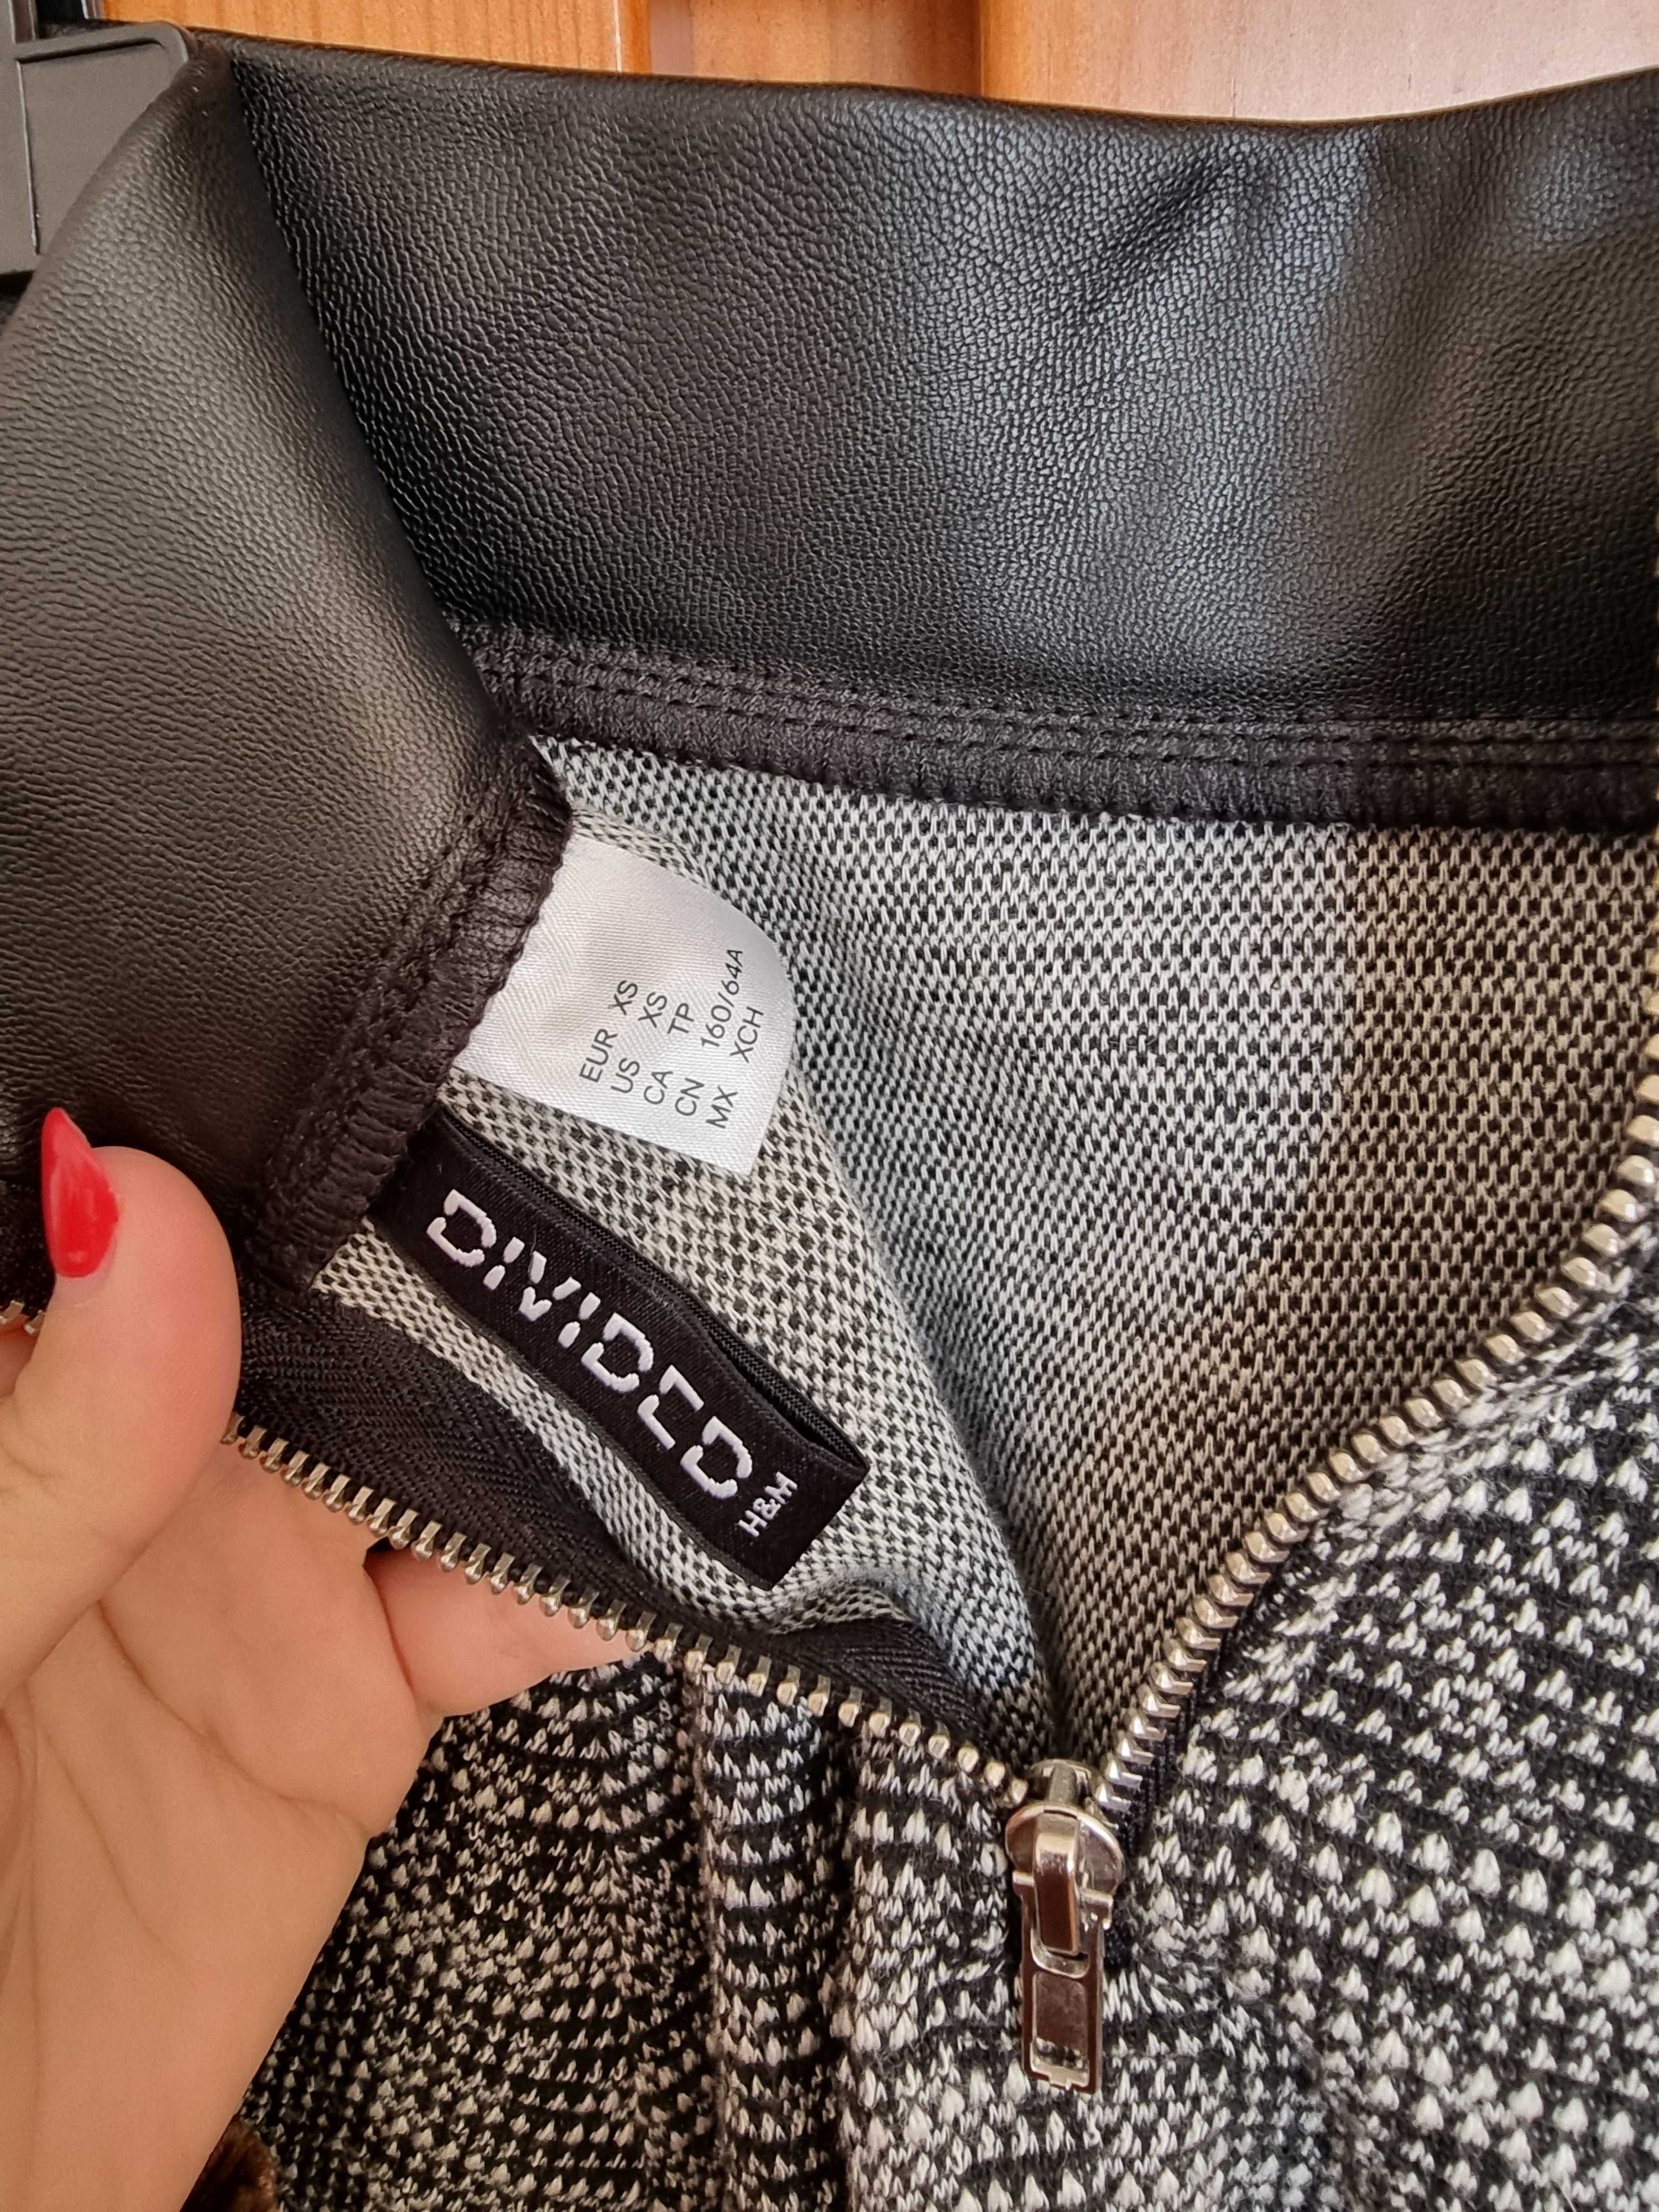 EUR XS
US XS
CA TP
CN 160/64A
MX XCH
DIVIDED
H&M